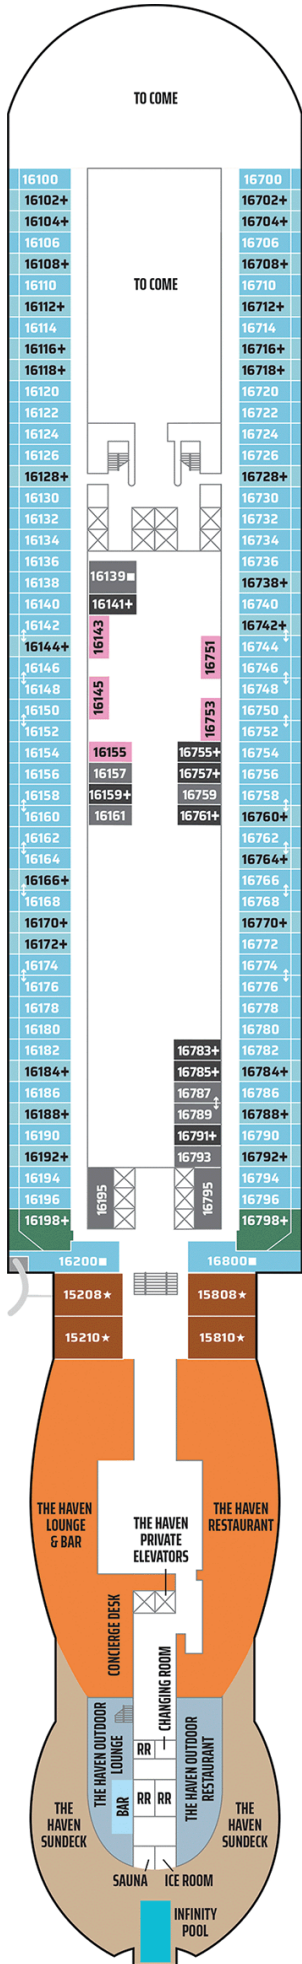 TO COME
16100 16700
16102+ 16702+
16104+ 16704+
16106 16706
16108+ 16708+
16110 TO COME 16710
16112+ 16712+
16114 16714
16116+ 16716+
16118+ 16718+
16120 16720
16122 16722
16124 16724
16126 16726
16128+ 16728+
16130 16730
16132 16732
16134 16734
16136 16736
16138 16139■ 16738+
16140 16141+ 16740
16142 16143 16742+
16144+ 16751 16744
16146 16746
16148 16145 16748
16150 16753 16750
16152 16752
16154 16155 16755+ 16754
16156 16157 16757+ 16756
16158 16159+ 16759 16758
16160 16161 16761+ 16760+
16162 16762
16164 16764+
16166+ 16766
16168 16768
16170+ 16770+
16172+ 16772
16174 16774
16176 16776
16178 16778
16180 16780
16182 16783+ 16782
16184+ 16785+ 16784+
16186 16787 16786
16188+ 16789 16788+
16190 16791+ 16790
16192+ 16793 16792+
16194 16195 16795 16794
16196 16796
16198+ 16798+
16200■ 16800■
15208★ 15808★
15210★ 15810★
THE HAVEN
LOUNGE
& BAR
THE HAVEN
RESTAURANT
THE HAVEN
PRIVATE
ELEVATORS
CONCIERGE DESK
CHANGING ROOM
THE HAVEN OUTDOOR
LOUNGE
RR
THE HAVEN OUTDOOR
RESTAURANT
BAR
RR RR
THE
HAVEN
SUNDECK
THE
HAVEN
SUNDECK
SAUNA ICE ROOM
INFINITY
POOL